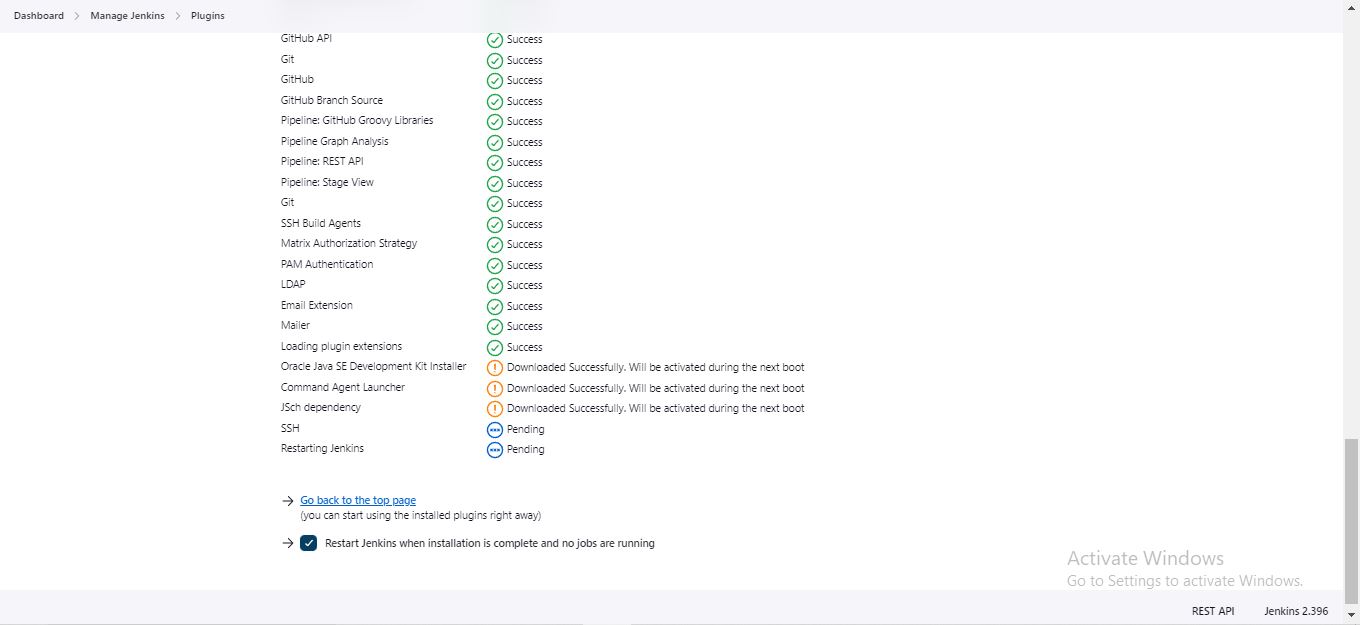 Dashboard > Manage Jenkins > Plugins
GitHub API Success
Git Success
GitHub Success
GitHub Branch Source Success
Pipeline: GitHub Groovy Libraries Success
Pipeline Graph Analysis Success
Pipeline: REST API Success
Pipeline: Stage View Success
Git Success
SSH Build Agents Success
Matrix Authorization Strategy Success
PAM Authentication Success
LDAP Success
Email Extension Success
Mailer Success
Loading plugin extensions Success
Oracle Java SE Development Kit Installer Downloaded Successfully. Will be activated during the next boot
Command Agent Launcher Downloaded Successfully. Will be activated during the next boot
JSch dependency Downloaded Successfully. Will be activated during the next boot
SSH Pending
Restarting Jenkins Pending
→ Go back to the top page
(you can start using the installed plugins right away)
→ Restart Jenkins when installation is complete and no jobs are running
Activate Windows
Go to Settings to activate Windows.
REST API Jenkins 2.396